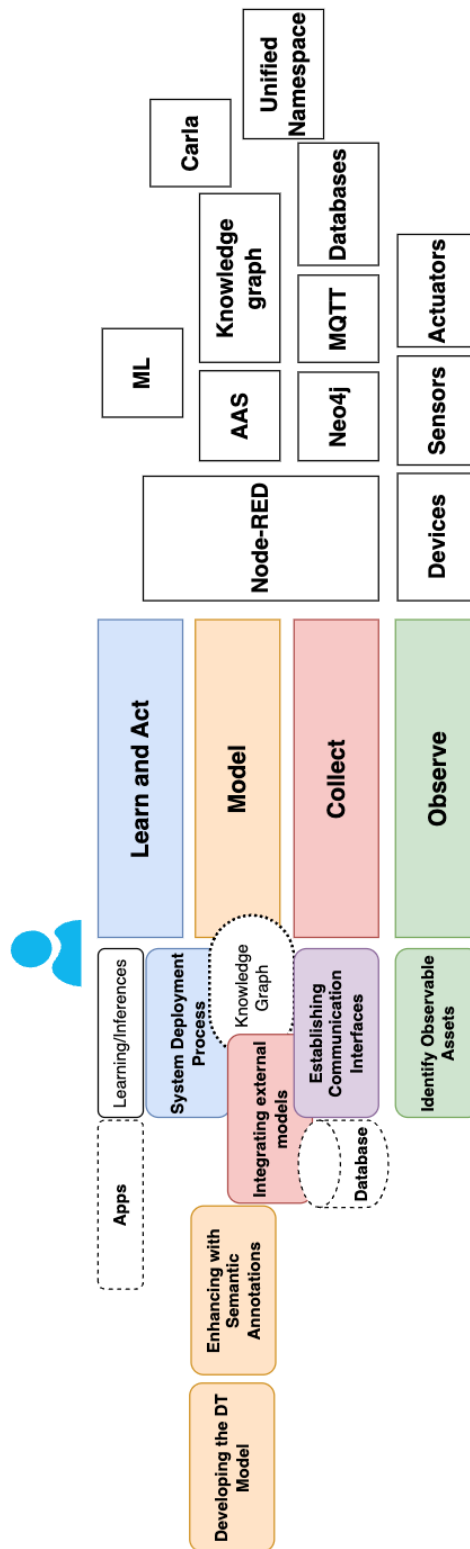 Apps
Learning/Inferences
Learn and Act
ML
System Deployment
Process
Developing the DT
Model
Enhancing with
Semantic
Annotations
Integrating external
models
Knowledge
Graph
Model
Node-RED
AAS
Knowledge
graph
Carla
Database
Establishing
Communication
Interfaces
Collect
Neo4j
MQTT
Databases
Unified
Namespace
Identify Observable
Assets
Observe
Devices
Sensors
Actuators